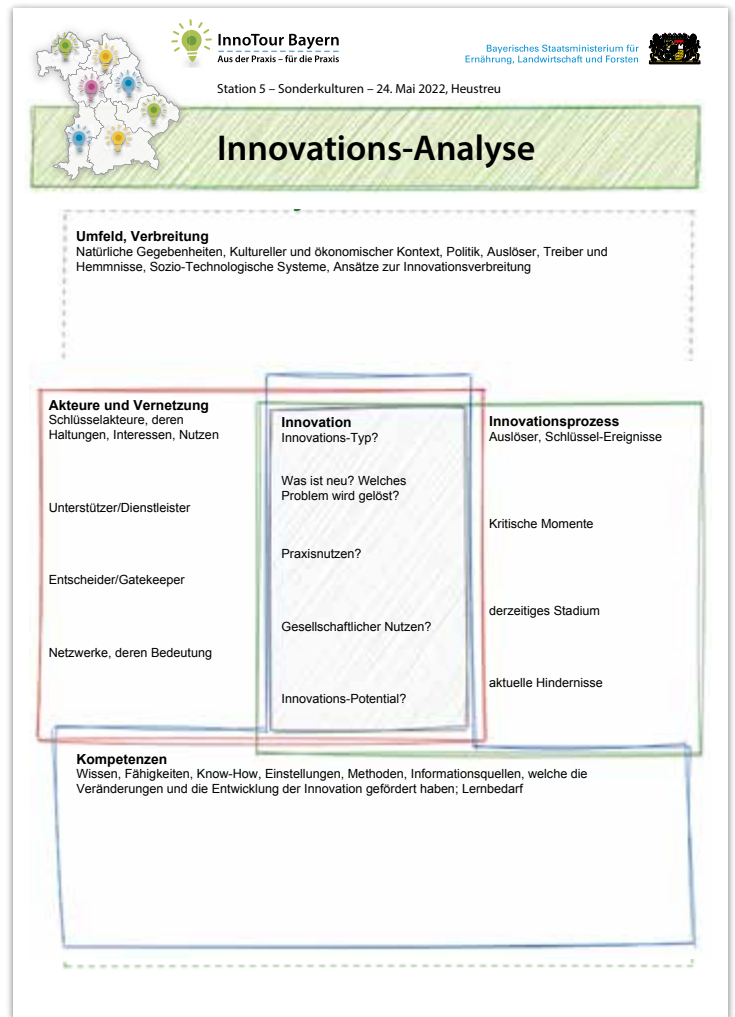 InnoTour Bayern
Aus der Praxis – für die Praxis
Bayerisches Staatsministerium für
Ernährung, Landwirtschaft und Forsten
Station 5 – Sonderkulturen – 24. Mai 2022, Heustreu
Innovations-Analyse
Umfeld, Verbreitung
Natürliche Gegebenheiten, Kultureller und ökonomischer Kontext, Politik, Auslöser, Treiber und
Hemmnisse, Sozio-Technologische Systeme, Ansätze zur Innovationsverbreitung
Akteure und Vernetzung
Schlüsselakteure, deren
Haltungen, Interessen, Nutzen
Unterstützer/Dienstleister
Entscheider/Gatekeeper
Netzwerke, deren Bedeutung
Innovation
Innovations-Typ?
Was ist neu? Welches
Problem wird gelöst?
Praxisnutzen?
Gesellschaftlicher Nutzen?
Innovations-Potential?
Innovationsprozess
Auslöser, Schlüssel-Ereignisse
Kritische Momente
derzeitiges Stadium
aktuelle Hindernisse
Kompetenzen
Wissen, Fähigkeiten, Know-How, Einstellungen, Methoden, Informationsquellen, welche die
Veränderungen und die Entwicklung der Innovation gefördert haben; Lernbedarf